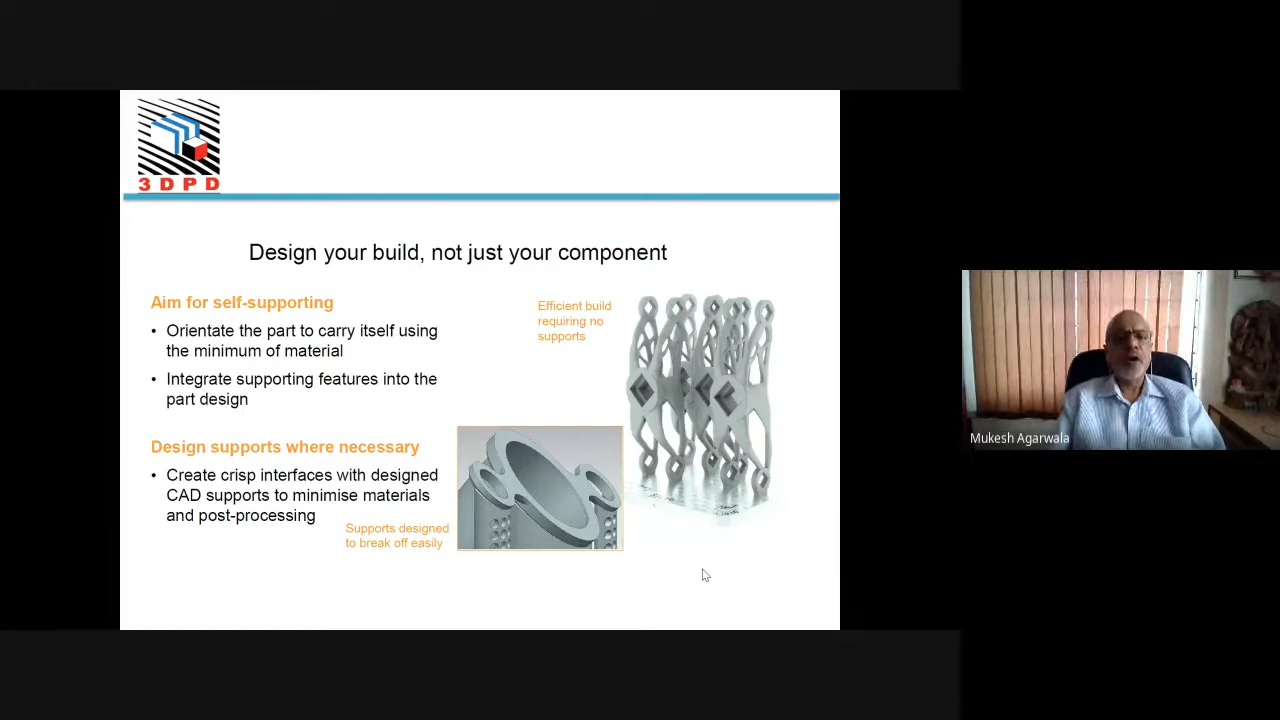 3DPD
Design your build, not just your component
Aim for self-supporting
• Orientate the part to carry itself using
the minimum of material
• Integrate supporting features into the
part design
Efficient build
requiring no
supports
Design supports where necessary
• Create crisp interfaces with designed
CAD supports to minimise materials
and post-processing
Supports designed
to break off easily
Mukesh Agarwala